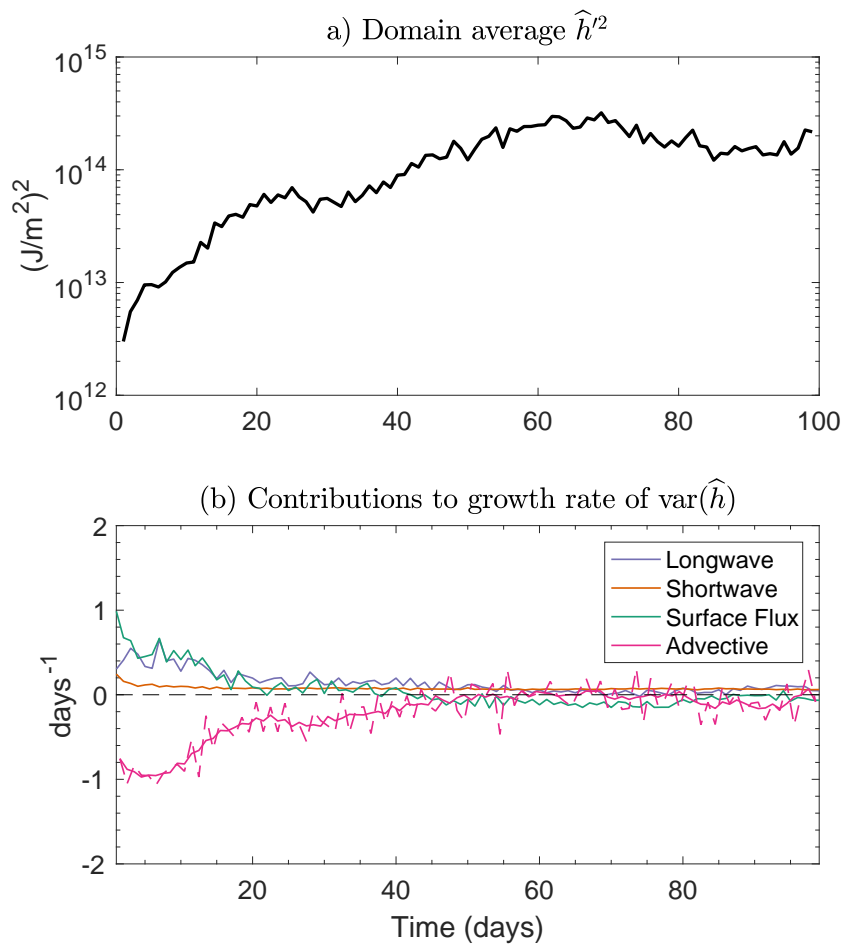 a) Domain average ĥ′²
10¹⁵
10¹⁴
10¹³
10¹²
(J/m²)²
0 20 40 60 80 100
(b) Contributions to growth rate of var(ĥ)
2
1
0
-1
-2
days⁻¹
Longwave
Shortwave
Surface Flux
Advective
20 40 60 80
Time (days)